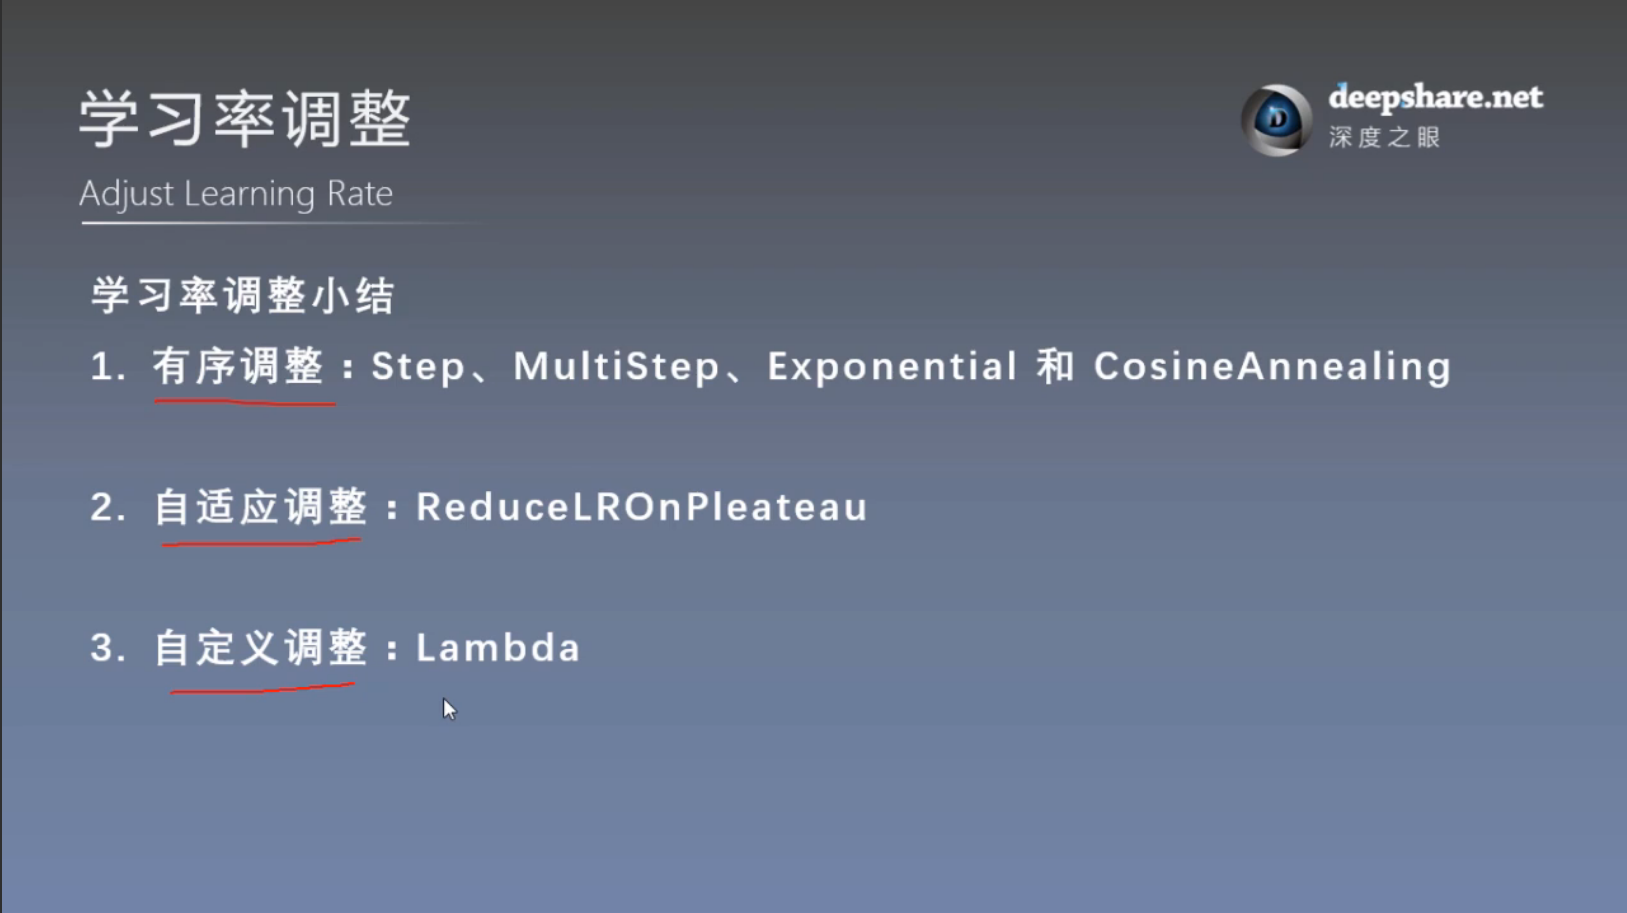 学习率调整
Adjust Learning Rate
deepshare.net
深度之眼
学习率调整小结
1. 有序调整：Step、MultiStep、Exponential 和 CosineAnnealing
2. 自适应调整：ReduceLROnPleateau
3. 自定义调整：Lambda